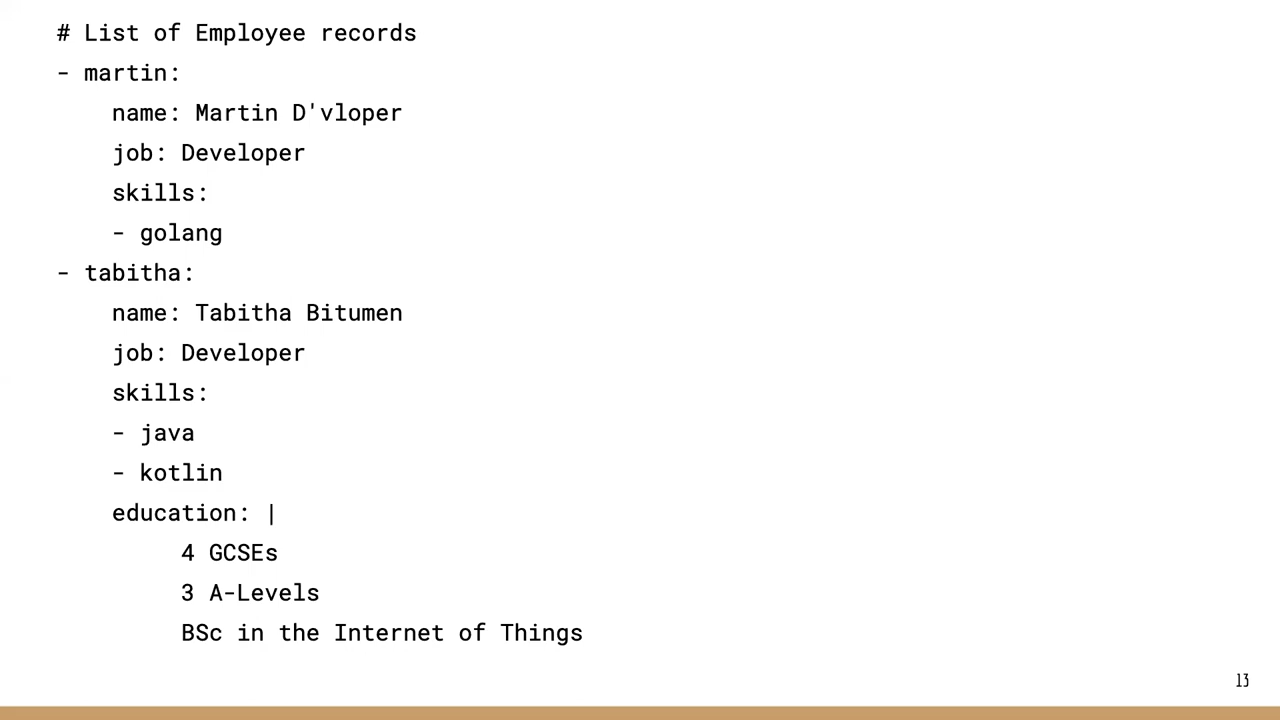 # List of Employee records
- martin:
    name: Martin D'vloper
    job: Developer
    skills:
    - golang
- tabitha:
    name: Tabitha Bitumen
    job: Developer
    skills:
    - java
    - kotlin
    education: |
         4 GCSEs
         3 A-Levels
         BSc in the Internet of Things
13